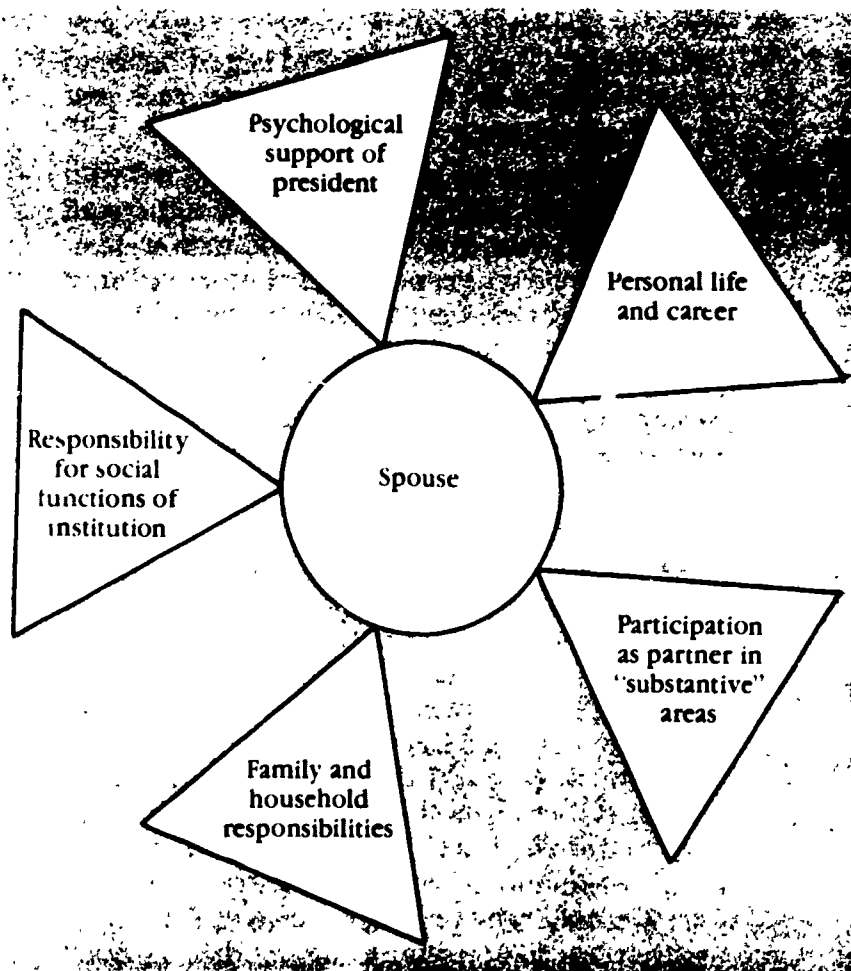 Psychological
support of
president
Personal life
and career
Responsibility
for social
functions of
institution
Spouse
Participation
as partner in
“substantive”
areas
Family and
household
responsibilities